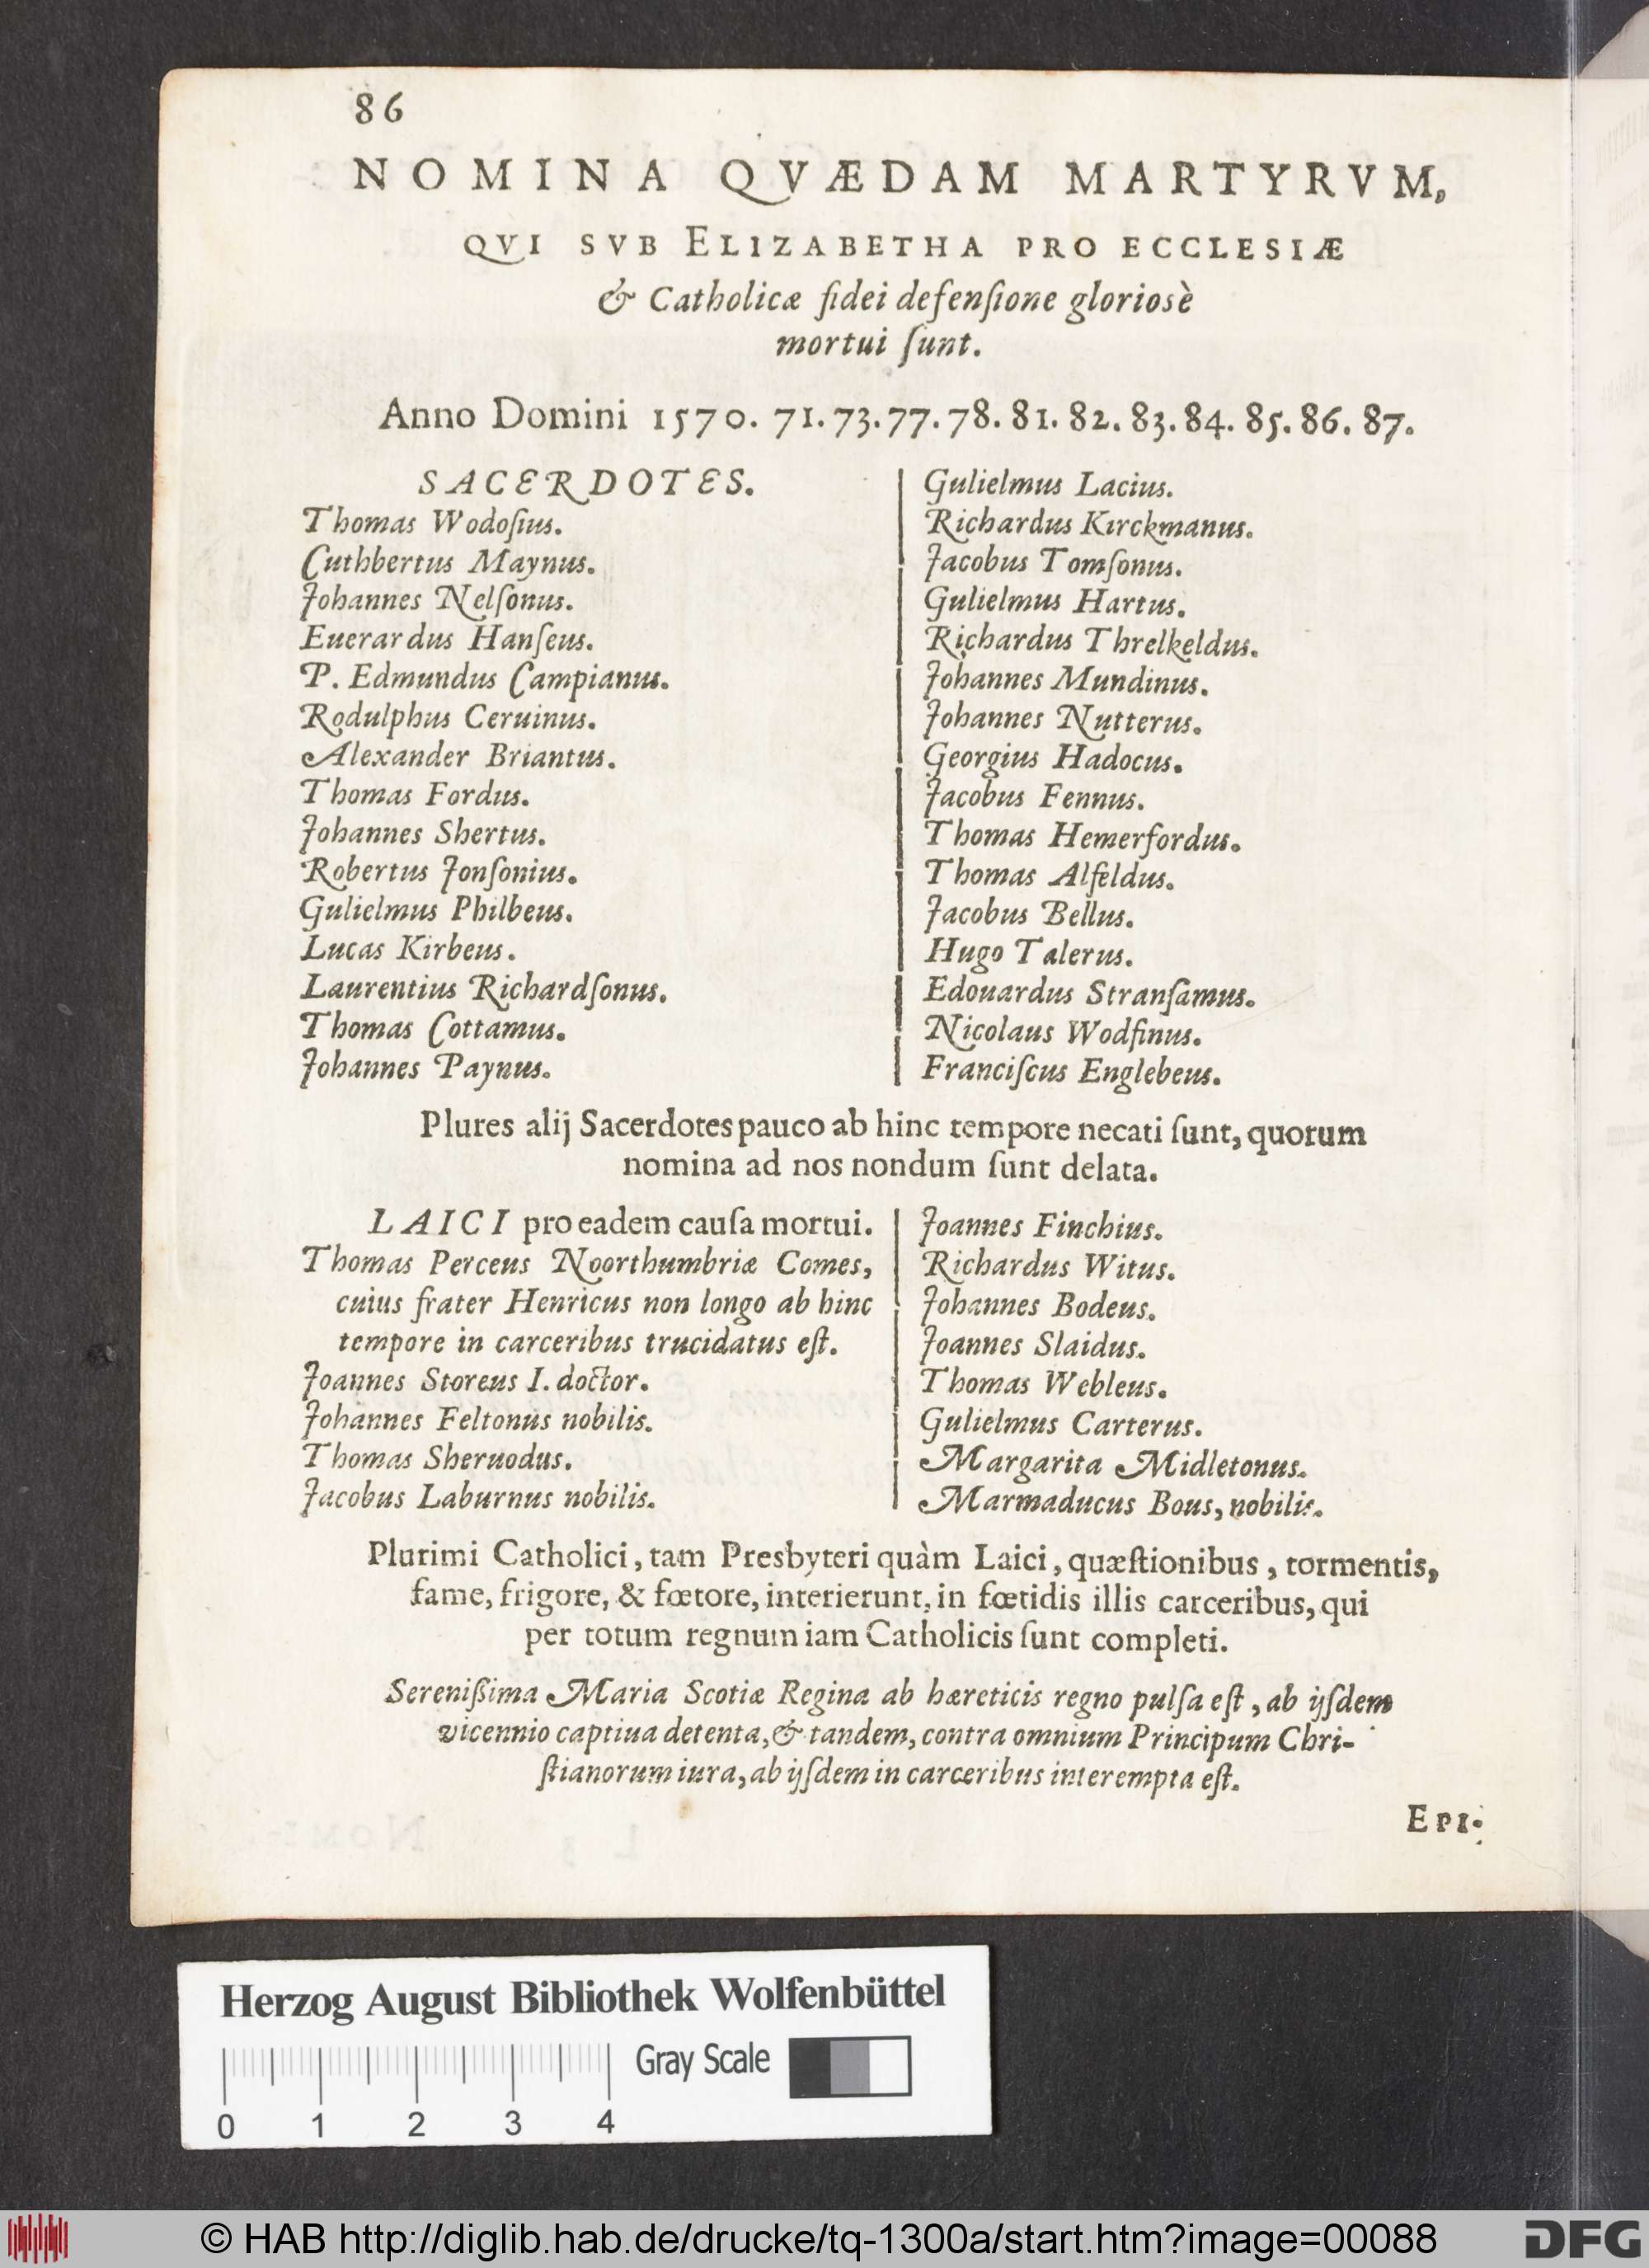 86
NOMINA QVÆDAM MARTYRVM,
QVI SVB ELIZABETHA PRO ECCLESIÆ
& Catholicæ fidei defenſione glorioſè
mortui ſunt.
Anno Domini 1570. 71. 73. 77. 78. 81. 82. 83. 84. 85. 86. 87.
SACERDOTES.
Thomas Wodoſius.
Cuthbertus Maynus.
Johannes Nelſonus.
Euerardus Hanſeus.
P. Edmundus Campianus.
Rodulphus Ceruinus.
Alexander Briantus.
Thomas Fordus.
Johannes Shertus.
Robertus Jonſonius.
Gulielmus Philbeus.
Lucas Kirbeus.
Laurentius Richardſonus.
Thomas Cottamus.
Johannes Paynus.
Gulielmus Lacius.
Richardus Kirckmanus.
Jacobus Tomſonus.
Gulielmus Hartus.
Richardus Threlkeldus.
Johannes Mundinus.
Johannes Nutterus.
Georgius Hadocus.
Jacobus Fennus.
Thomas Hemerfordus.
Thomas Alfeldus.
Jacobus Bellus.
Hugo Talerus.
Edouardus Stranſamus.
Nicolaus Wodfinus.
Franciſcus Englebeus.
Plures alij Sacerdotes pauco ab hinc tempore necati ſunt, quorum
nomina ad nos nondum ſunt delata.
LAICI pro eadem cauſa mortui.
Thomas Perceus Noorthumbriæ Comes,
cuius frater Henricus non longo ab hinc
tempore in carceribus trucidatus eſt.
Joannes Storeus I. doctor.
Johannes Feltonus nobilis.
Thomas Sheruodus.
Jacobus Laburnus nobilis.
Joannes Finchius.
Richardus Witus.
Johannes Bodeus.
Joannes Slaidus.
Thomas Webleus.
Gulielmus Carterus.
Margarita Midletonus.
Marmaducus Bous, nobilis.
Plurimi Catholici, tam Presbyteri quàm Laici, quæſtionibus, tormentis,
fame, frigore, & fœtore, interierunt, in fœtidis illis carceribus, qui
per totum regnum iam Catholicis ſunt completi.
Sereniſſima Maria Scotiæ Regina ab hæreticis regno pulſa eſt, ab ijſdem
vicennio captiua detenta, & tandem, contra omnium Principum Chri-
ſtianorum iura, ab ijſdem in carceribus interempta eſt.
EPI-
Herzog August Bibliothek Wolfenbüttel
Gray Scale
0 1 2 3 4
© HAB http://diglib.hab.de/drucke/tq-1300a/start.htm?image=00088
DFG